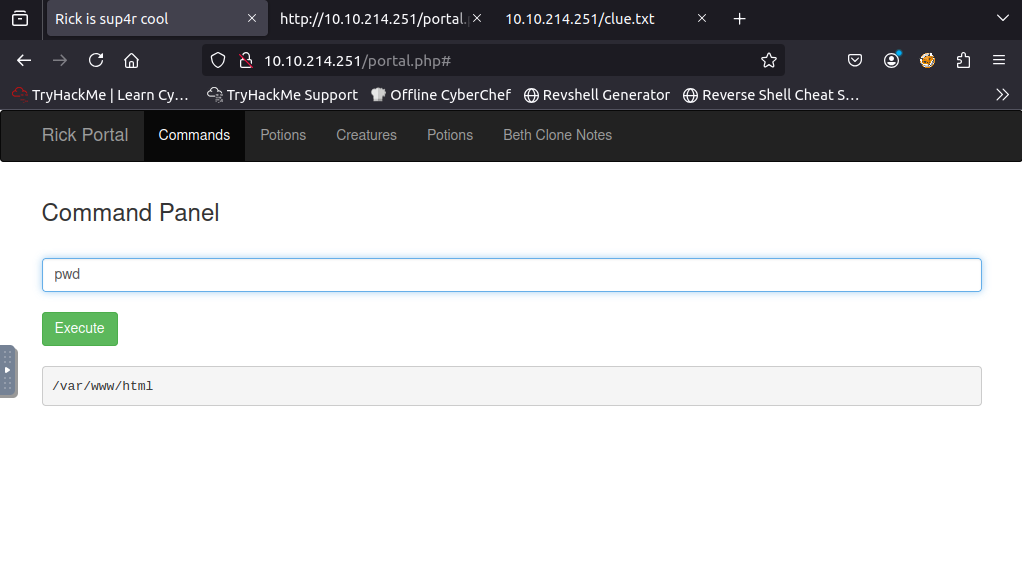 Rick is sup4r cool
http://10.10.214.251/portal.
10.10.214.251/clue.txt
10.10.214.251/portal.php#
TryHackMe | Learn Cy…
TryHackMe Support
Offline CyberChef
Revshell Generator
Reverse Shell Cheat S…
Rick Portal
Commands
Potions
Creatures
Potions
Beth Clone Notes
Command Panel
pwd
Execute
/var/www/html